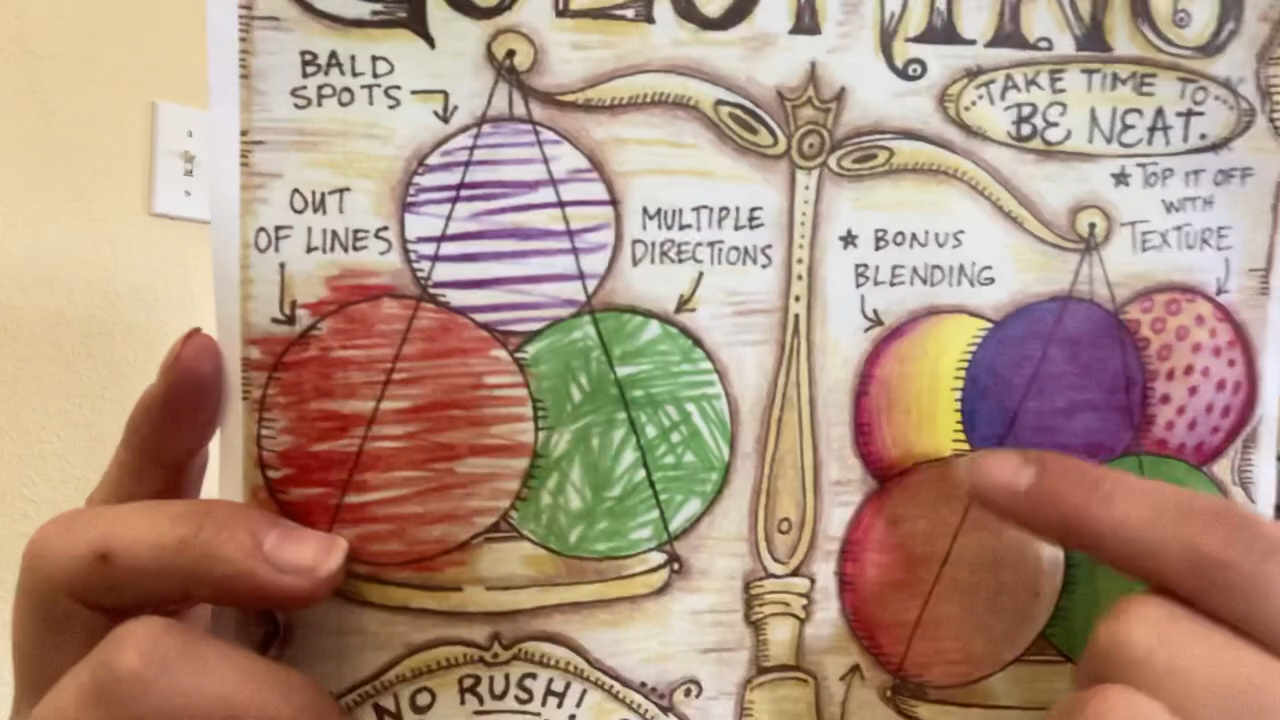 COLORING
BALD
SPOTS
OUT
OF LINES
MULTIPLE
DIRECTIONS
TAKE TIME TO
BE NEAT.
★ TOP IT OFF
WITH
TEXTURE
★ BONUS
BLENDING
NO RUSH!